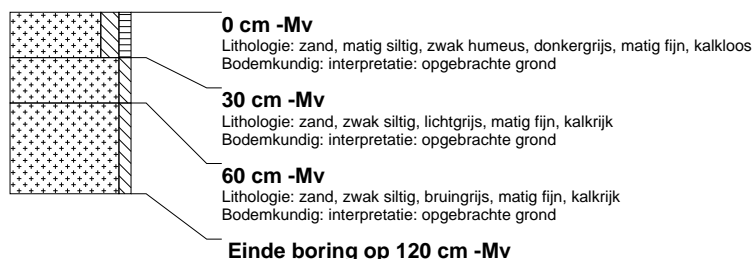 0 cm -Mv
Lithologie: zand, matig siltig, zwak humeus, donkergrijs, matig fijn, kalkloos
Bodemkundig: interpretatie: opgebrachte grond
30 cm -Mv
Lithologie: zand, zwak siltig, lichtgrijs, matig fijn, kalkrijk
Bodemkundig: interpretatie: opgebrachte grond
60 cm -Mv
Lithologie: zand, zwak siltig, bruingrijs, matig fijn, kalkrijk
Bodemkundig: interpretatie: opgebrachte grond
Einde boring op 120 cm -Mv